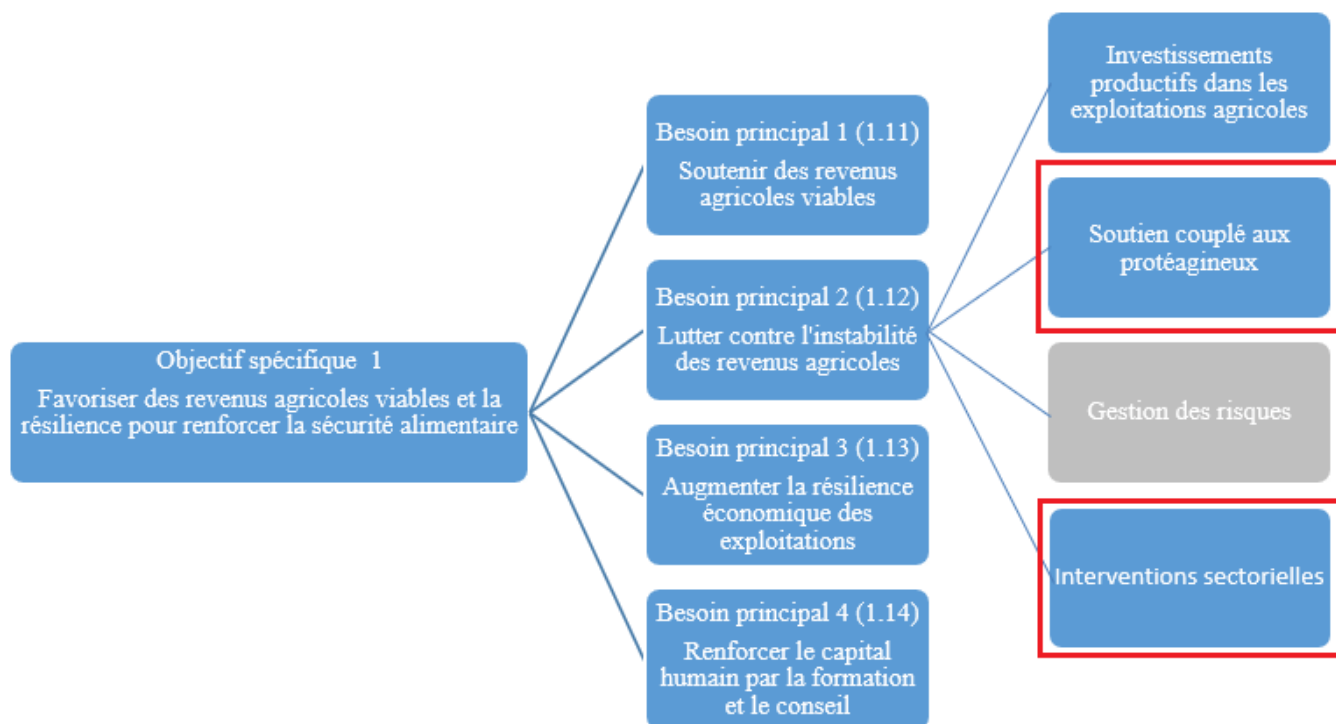 Objectif spécifique  1
Favoriser des revenus agricoles viables et la
résilience pour renforcer la sécurité alimentaire
Besoin principal 1 (1.11)
Soutenir des revenus
agricoles viables
Besoin principal 2 (1.12)
Lutter contre l'instabilité
des revenus agricoles
Besoin principal 3 (1.13)
Augmenter la résilience
économique des
exploitations
Besoin principal 4 (1.14)
Renforcer le capital
humain par la formation
et le conseil
Investissements
productifs dans les
exploitations agricoles
Soutien couplé aux
protéagineux
Gestion des risques
Interventions sectorielles